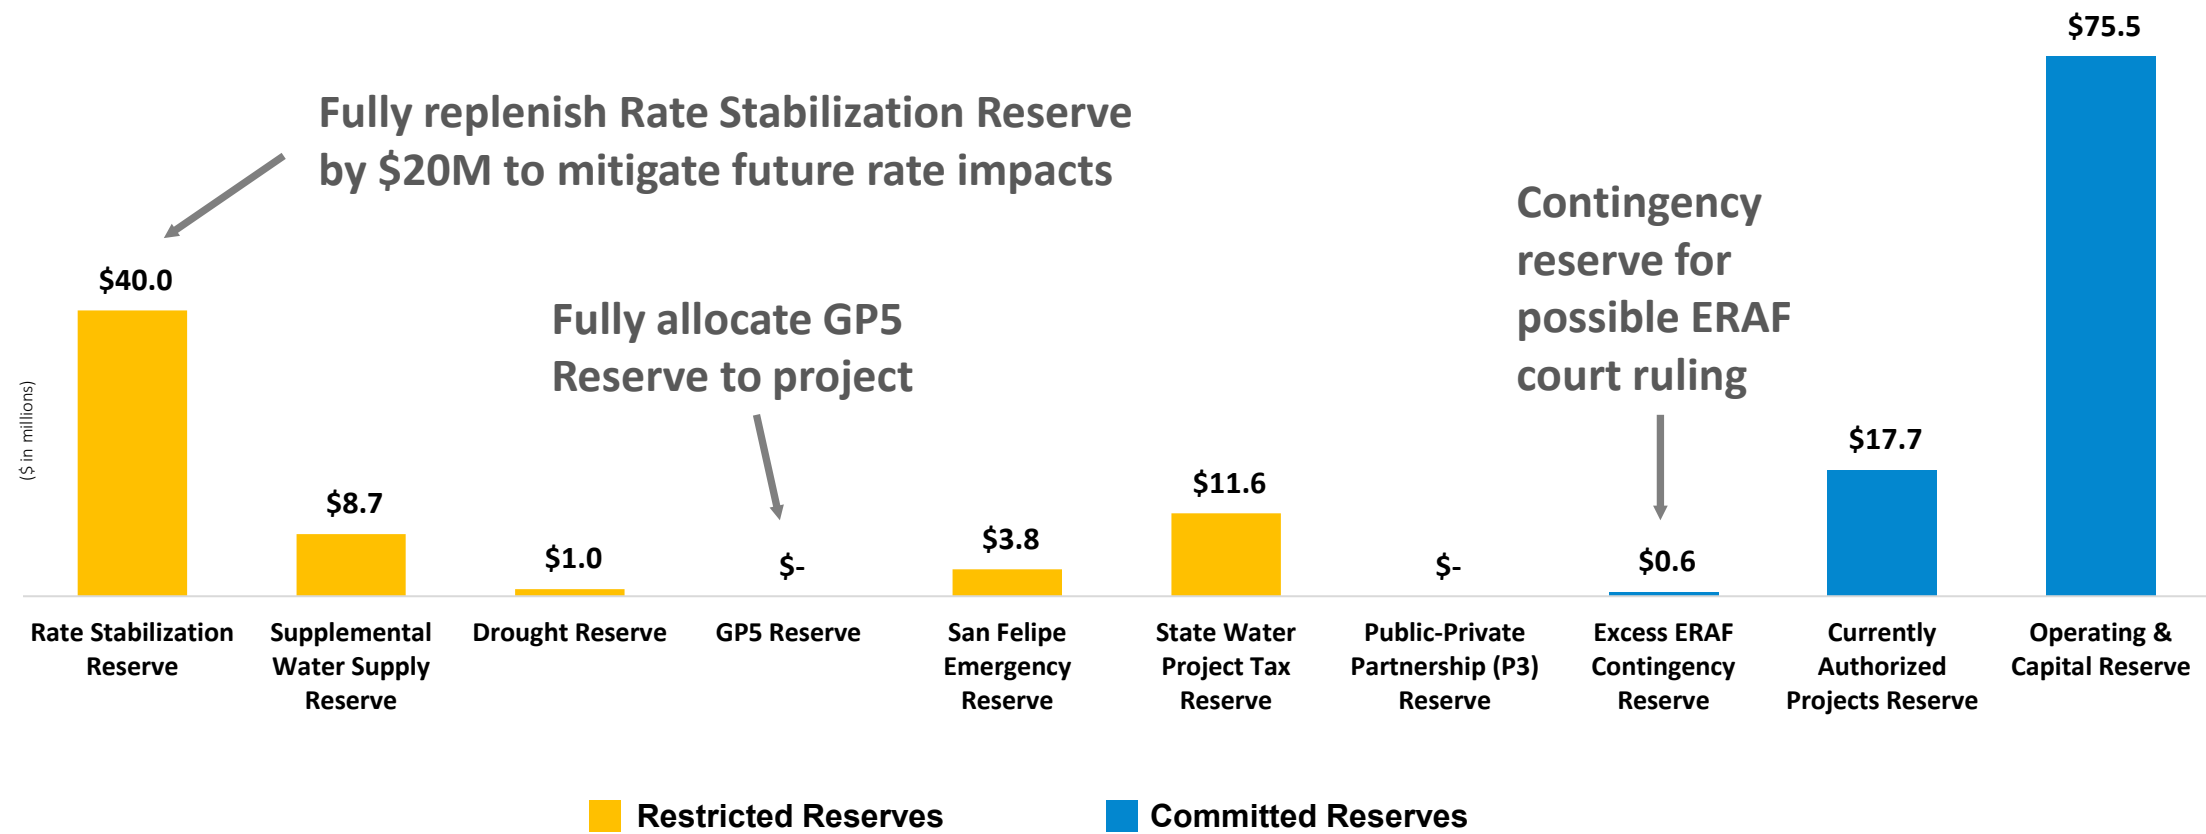 $75.5
Fully replenish Rate Stabilization Reserve
by $20M to mitigate future rate impacts
Contingency
reserve for
possible ERAF
court ruling
$40.0
Fully allocate GP5
Reserve to project
($ in millions)
$8.7
$1.0
$-
$3.8
$11.6
$-
$0.6
$17.7
Rate Stabilization
Reserve
Supplemental
Water Supply
Reserve
Drought Reserve
GP5 Reserve
San Felipe
Emergency
Reserve
State Water
Project Tax
Reserve
Public-Private
Partnership (P3)
Reserve
Excess ERAF
Contingency
Reserve
Currently
Authorized
Projects Reserve
Operating &
Capital Reserve
Restricted Reserves
Committed Reserves